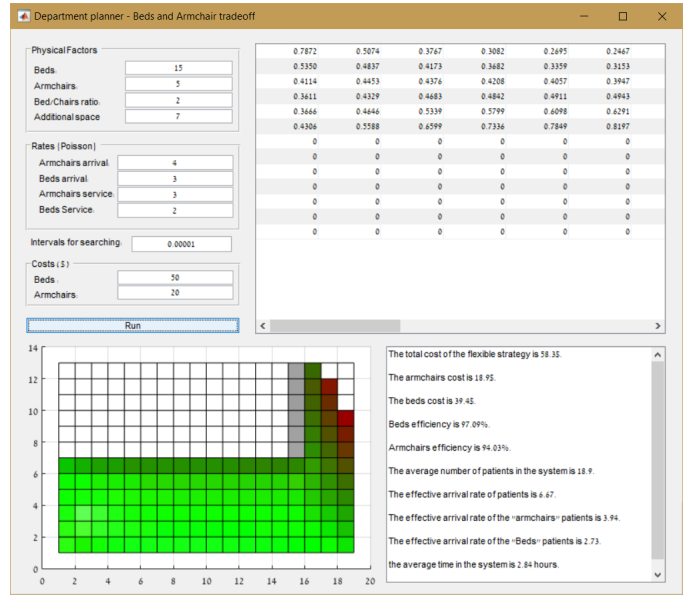 Department planner - Beds and Armchair tradeoff
Physical Factors
Beds: 15
Armchairs: 5
Bed/Chairs ratio: 2
Additional space 7
Rates (Poisson)
Armchairs arrival: 4
Beds arrival: 3
Armchairs service: 3
Beds Service: 2
Intervals for searching: 0.00001
Costs ($)
Beds : 50
Armchairs: 20
Run
0.7872 0.5074 0.3767 0.3082 0.2695 0.2467
0.5350 0.4837 0.4173 0.3682 0.3359 0.3153
0.4114 0.4453 0.4376 0.4208 0.4057 0.3947
0.3611 0.4329 0.4683 0.4842 0.4911 0.4943
0.3666 0.4646 0.5339 0.5799 0.6098 0.6291
0.4306 0.5588 0.6599 0.7336 0.7849 0.8197
0 0 0 0 0 0
0 0 0 0 0 0
0 0 0 0 0 0
0 0 0 0 0 0
0 0 0 0 0 0
0 0 0 0 0 0
0 0 0 0 0 0
14
12
10
8
6
4
2
0
0 2 4 6 8 10 12 14 16 18 20
The total cost of the flexible strategy is 58.3$.
The armchairs cost is 18.9$.
The beds cost is 39.4$.
Beds efficiency is 97.09%.
Armchairs efficiency is 94.03%.
The average number of patients in the system is 18.9.
The effective arrival rate of patients is 6.67.
The effective arrival rate of the "armchairs" patients is 3.94.
The effective arrival rate of the "Beds" patients is 2.73.
the average time in the system is 2.84 hours.